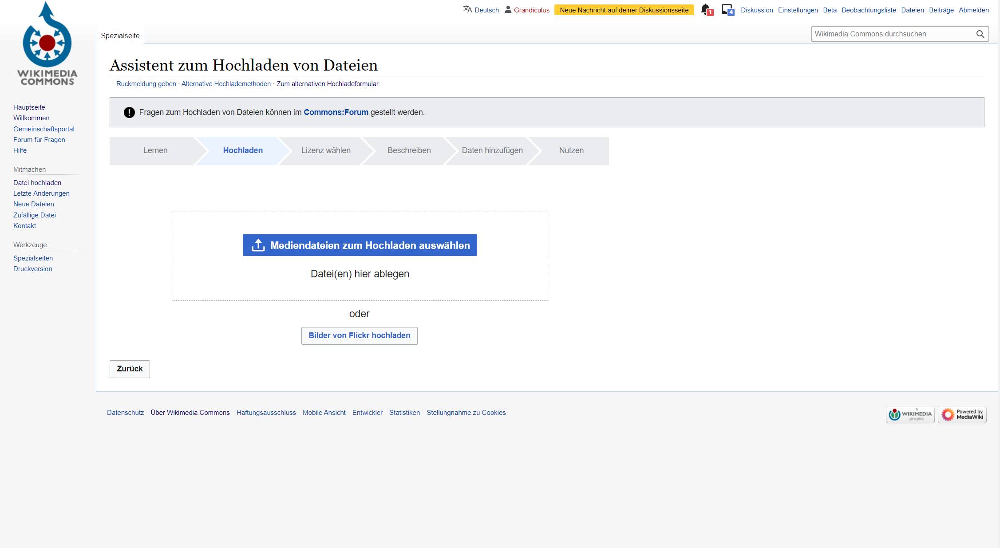 Deutsch Grandiculus Neue Nachricht auf deiner Diskussionsseite 1 4 Diskussion Einstellungen Beta Beobachtungsliste Dateien Beiträge Abmelden
Spezialseite
Wikimedia Commons durchsuchen
WIKIMEDIA
COMMONS
Assistent zum Hochladen von Dateien
Rückmeldung geben · Alternative Hochlademethoden · Zum alternativen Hochladeformular
Fragen zum Hochladen von Dateien können im Commons:Forum gestellt werden.
Lernen
Hochladen
Lizenz wählen
Beschreiben
Daten hinzufügen
Nutzen
Hauptseite
Willkommen
Gemeinschaftsportal
Forum für Fragen
Hilfe
Mitmachen
Datei hochladen
Letzte Änderungen
Neue Dateien
Zufällige Datei
Kontakt
Werkzeuge
Spezialseiten
Druckversion
Mediendateien zum Hochladen auswählen
Datei(en) hier ablegen
oder
Bilder von Flickr hochladen
Zurück
Datenschutz Über Wikimedia Commons Haftungsausschluss Mobile Ansicht Entwickler Statistiken Stellungnahme zu Cookies
a
WIKIMEDIA
project
Powered by
MediaWiki